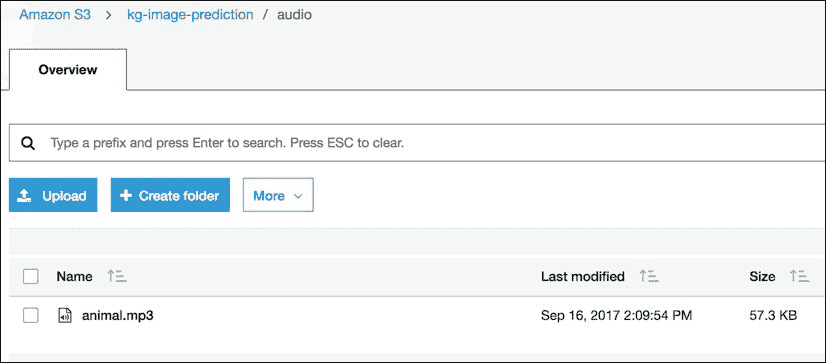 Amazon S3 > kg-image-prediction / audio
Overview
Type a prefix and press Enter to search. Press ESC to clear.
Upload + Create folder More
Name Last modified Size
animal.mp3 Sep 16, 2017 2:09:54 PM 57.3 KB